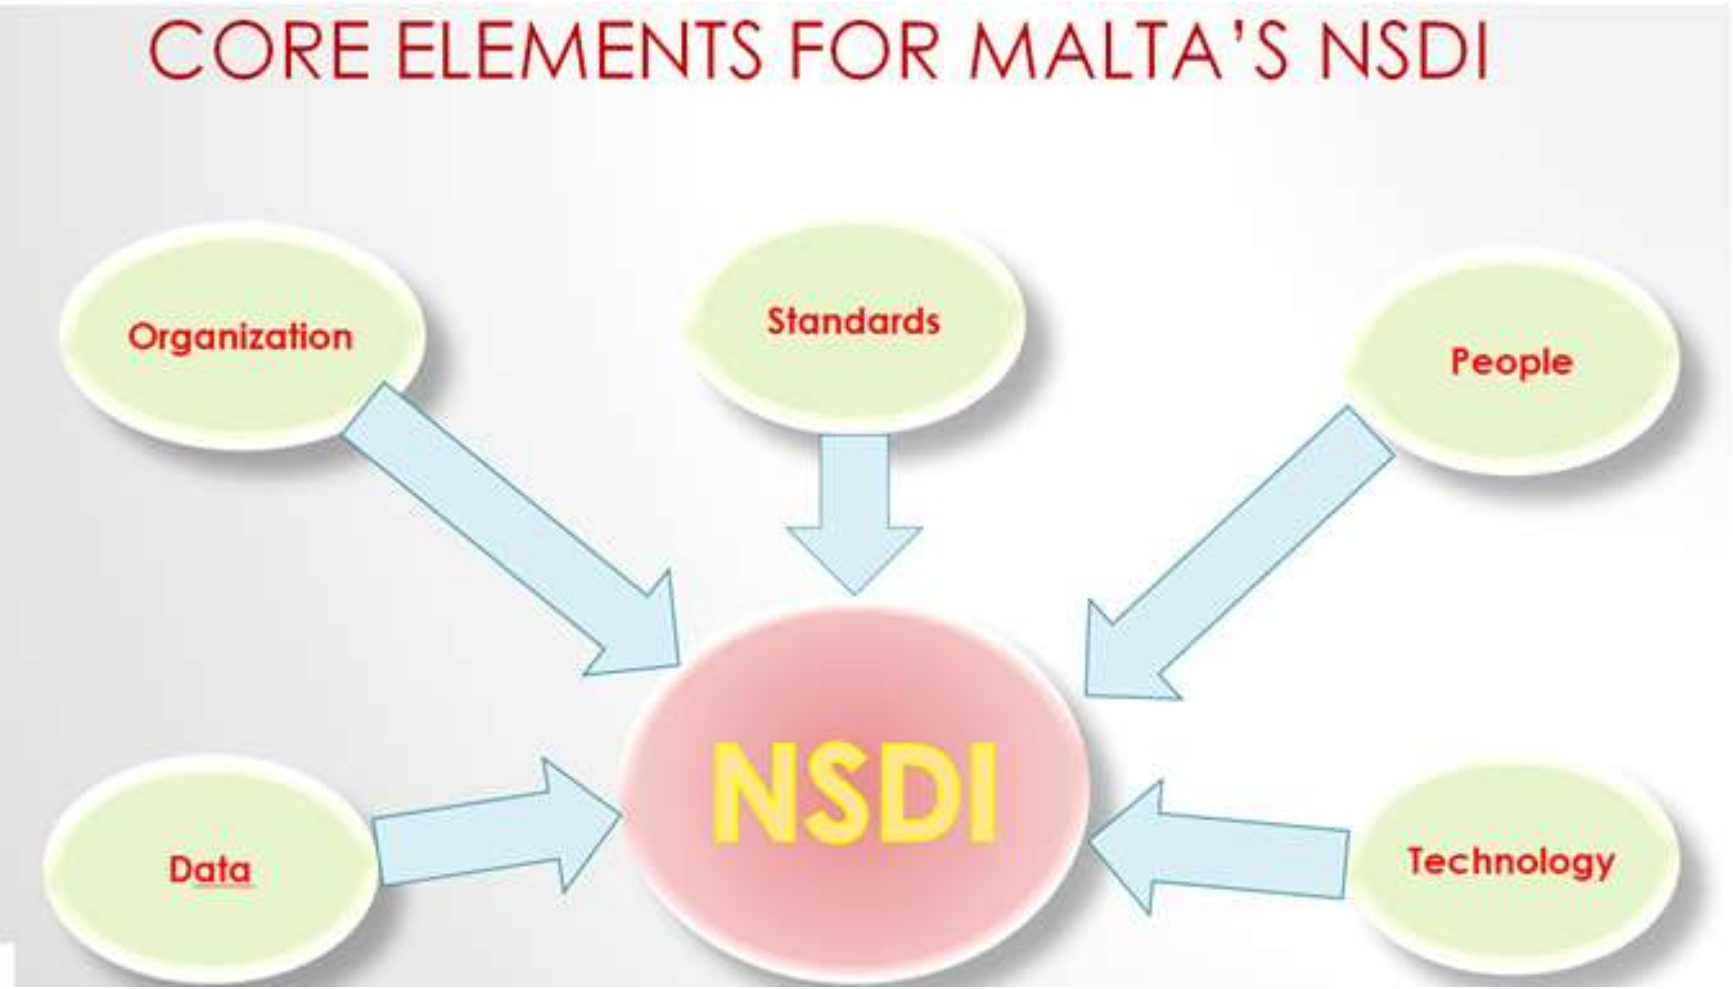 CORE ELEMENTS FOR MALTA'S NSDI
Organization
Standards
People
NSDI
Data
Technology